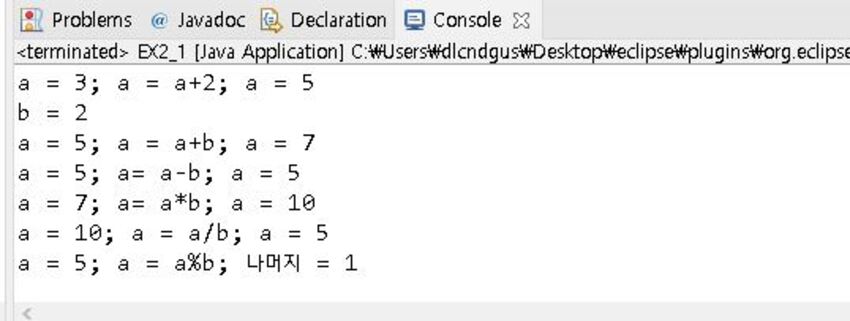 Problems @ Javadoc Declaration Console
<terminated> EX2_1 [Java Application] C:₩Users₩dlcndgus₩Desktop₩eclipse₩plugins₩org.eclipse
a = 3; a = a+2; a = 5
b = 2
a = 5; a = a+b; a = 7
a = 5; a= a-b; a = 5
a = 7; a= a*b; a = 10
a = 10; a = a/b; a = 5
a = 5; a = a%b; 나머지 = 1